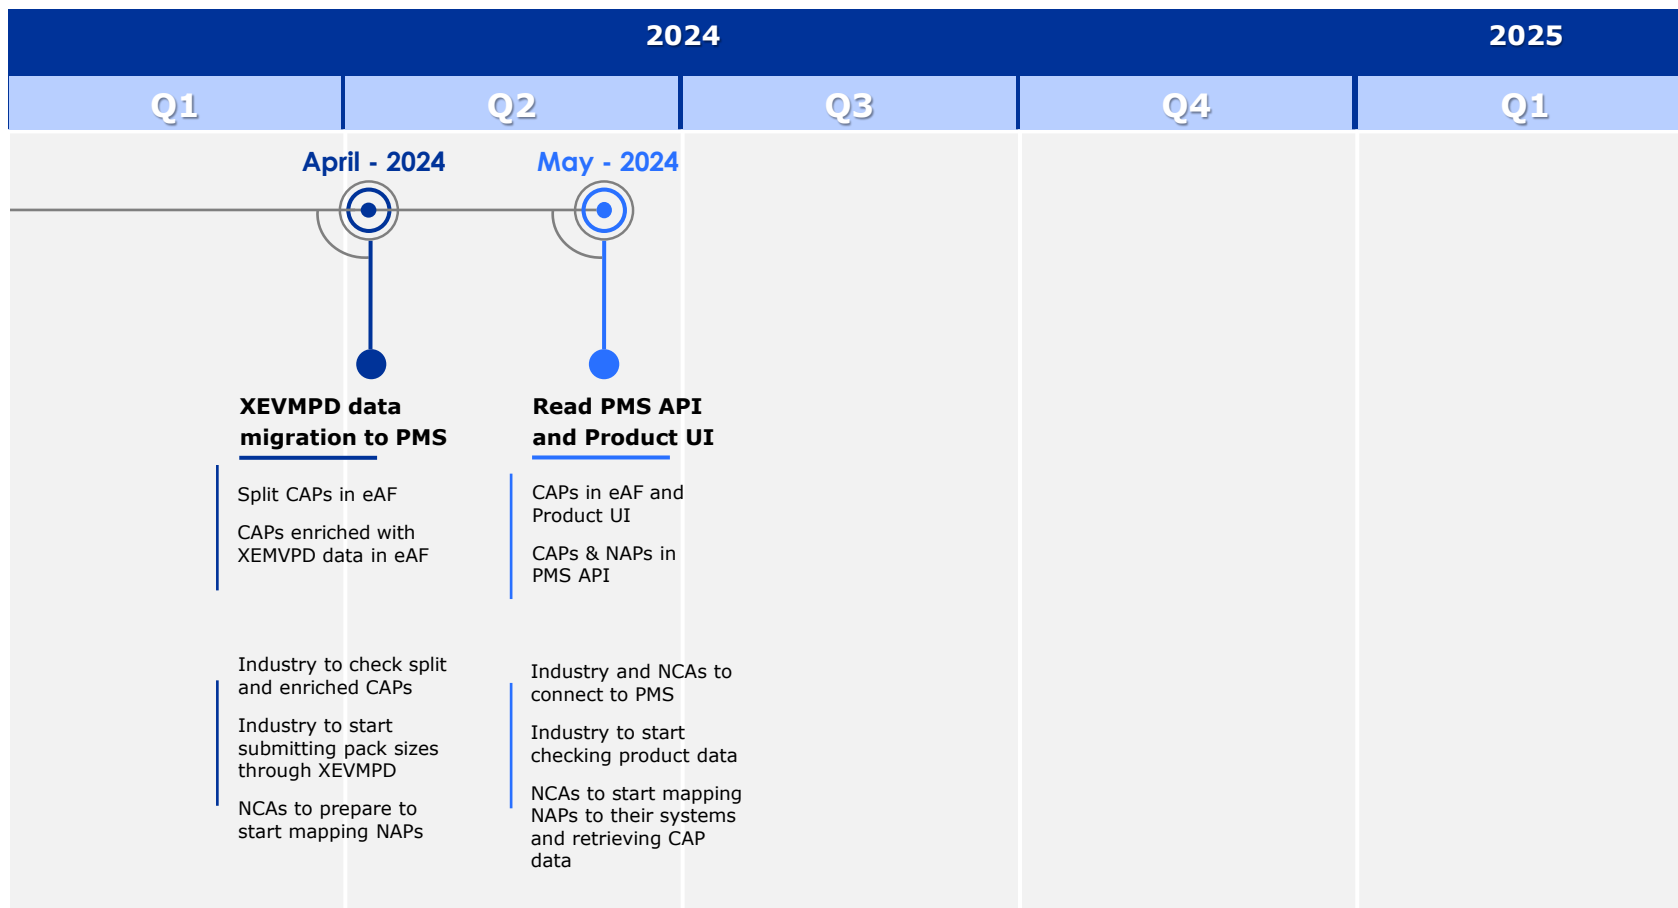 2024
2025
Q1
Q2
Q3
Q4
Q1
April - 2024
May - 2024
XEVMPD data
migration to PMS
Split CAPs in eAF
CAPs enriched with
XEMVPD data in eAF
Industry to check split
and enriched CAPs
Industry to start
submitting pack sizes
through XEVMPD
NCAs to prepare to
start mapping NAPs
Read PMS API
and Product UI
CAPs in eAF and
Product UI
CAPs & NAPs in
PMS API
Industry and NCAs to
connect to PMS
Industry to start
checking product data
NCAs to start mapping
NAPs to their systems
and retrieving CAP
data